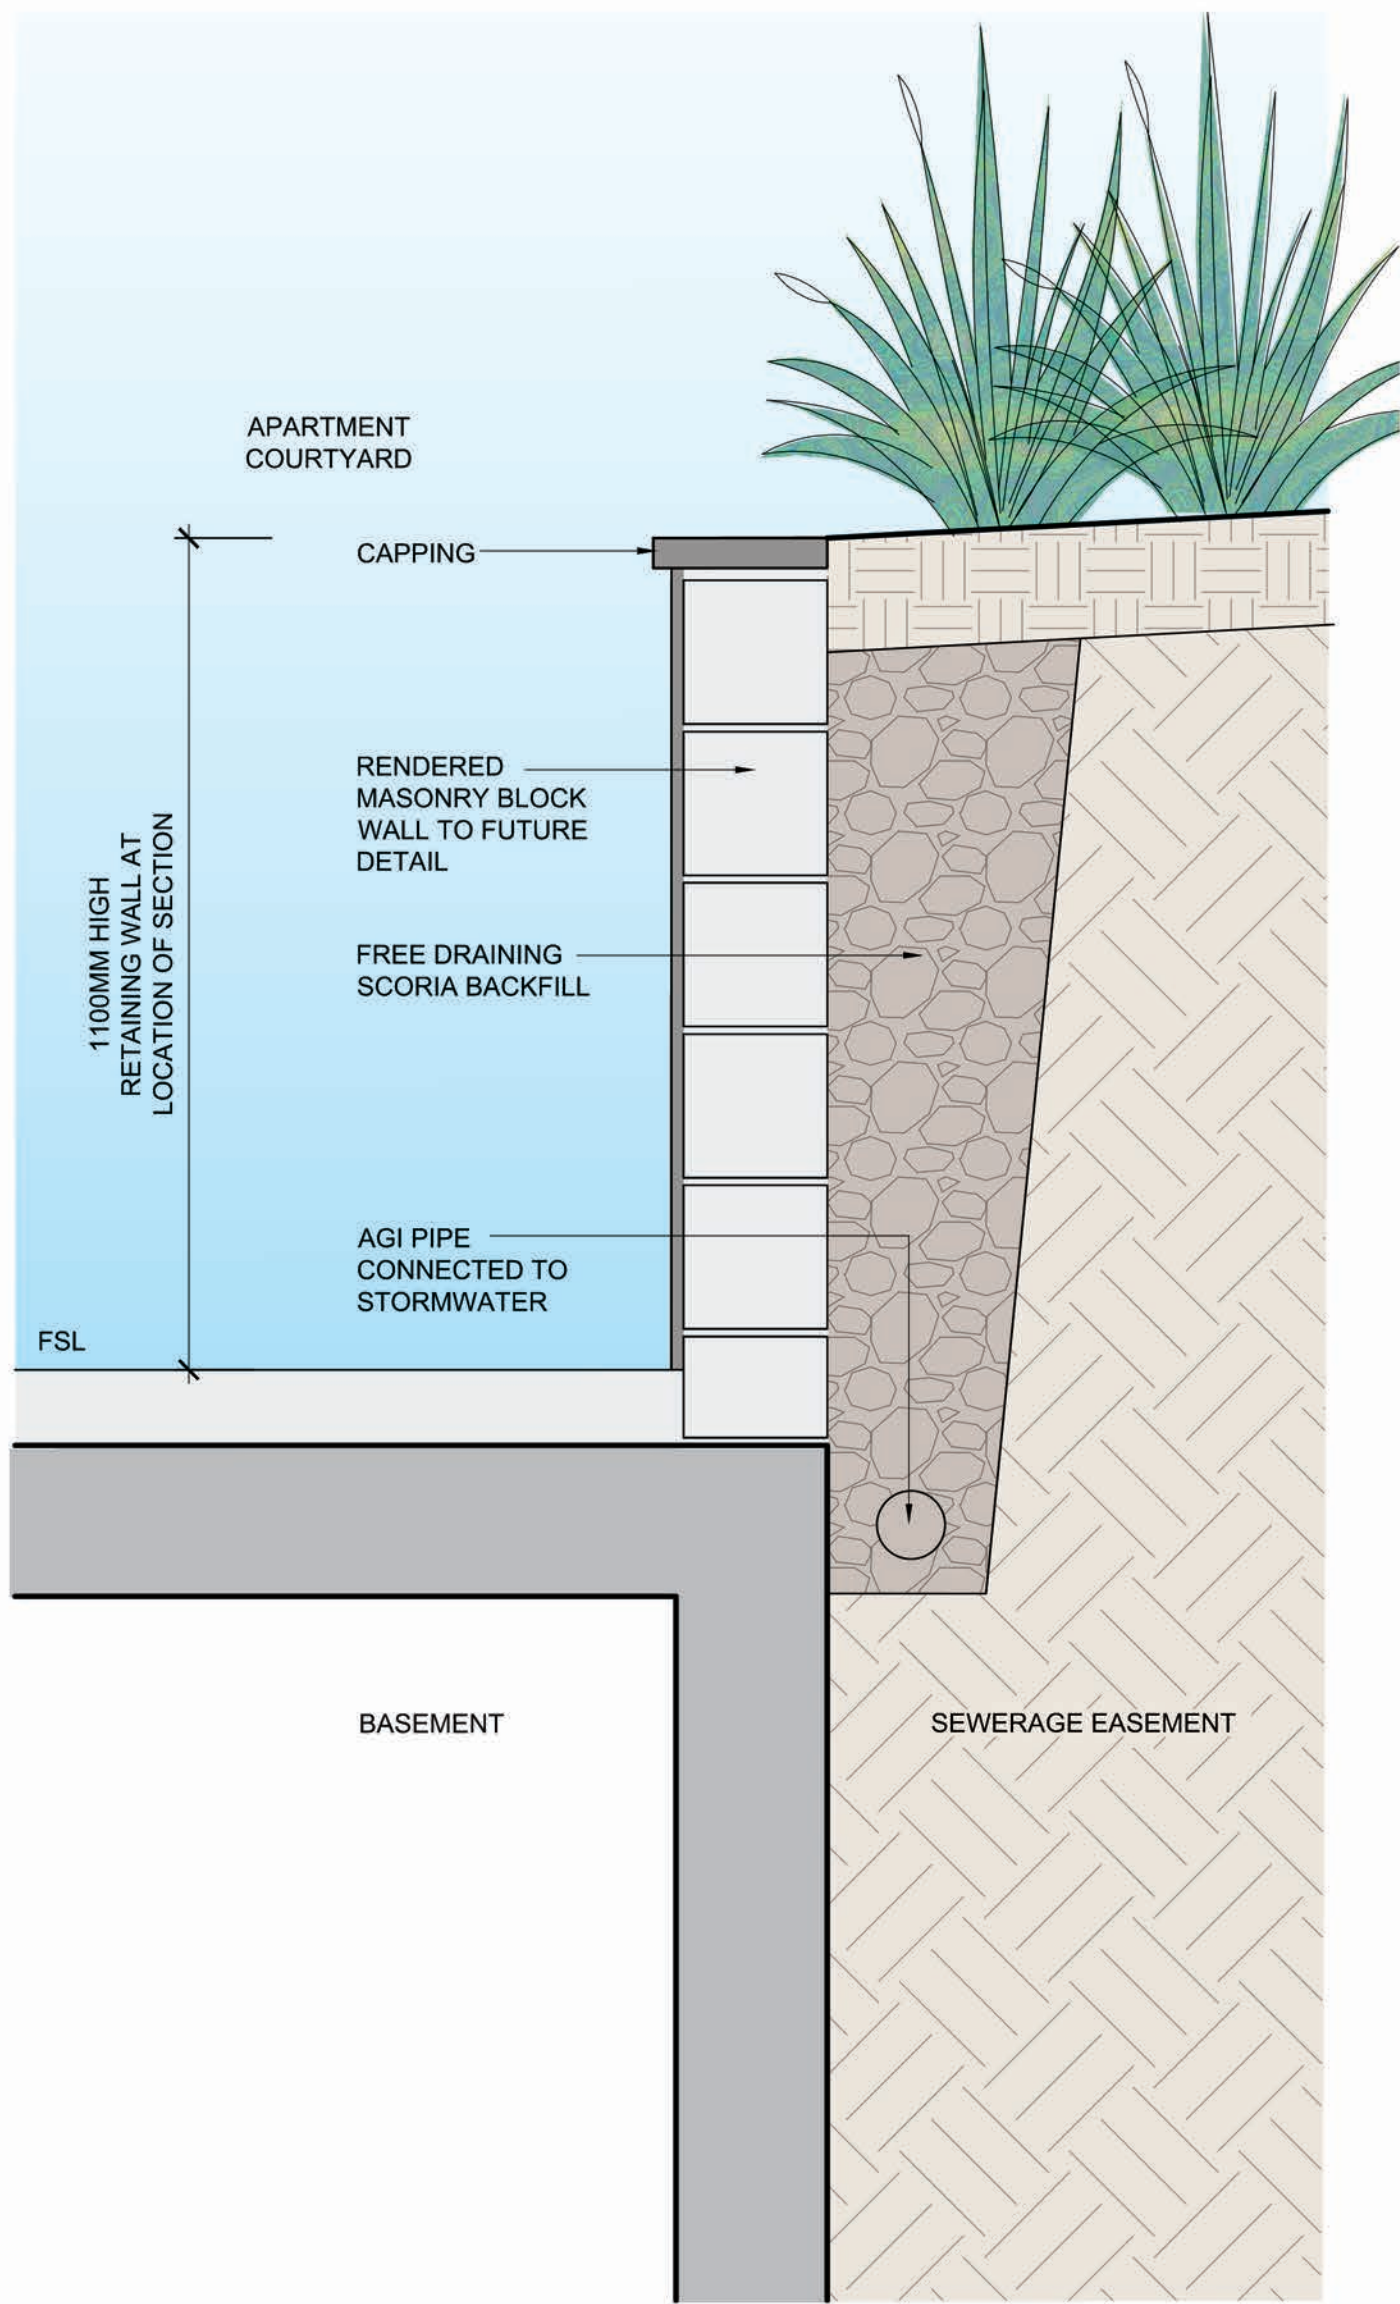 APARTMENT
COURTYARD
CAPPING
RENDERED
MASONRY BLOCK
WALL TO FUTURE
DETAIL
1100MM HIGH
RETAINING WALL AT
LOCATION OF SECTION
FREE DRAINING
SCORIA BACKFILL
AGI PIPE
CONNECTED TO
STORMWATER
FSL
BASEMENT
SEWERAGE EASEMENT